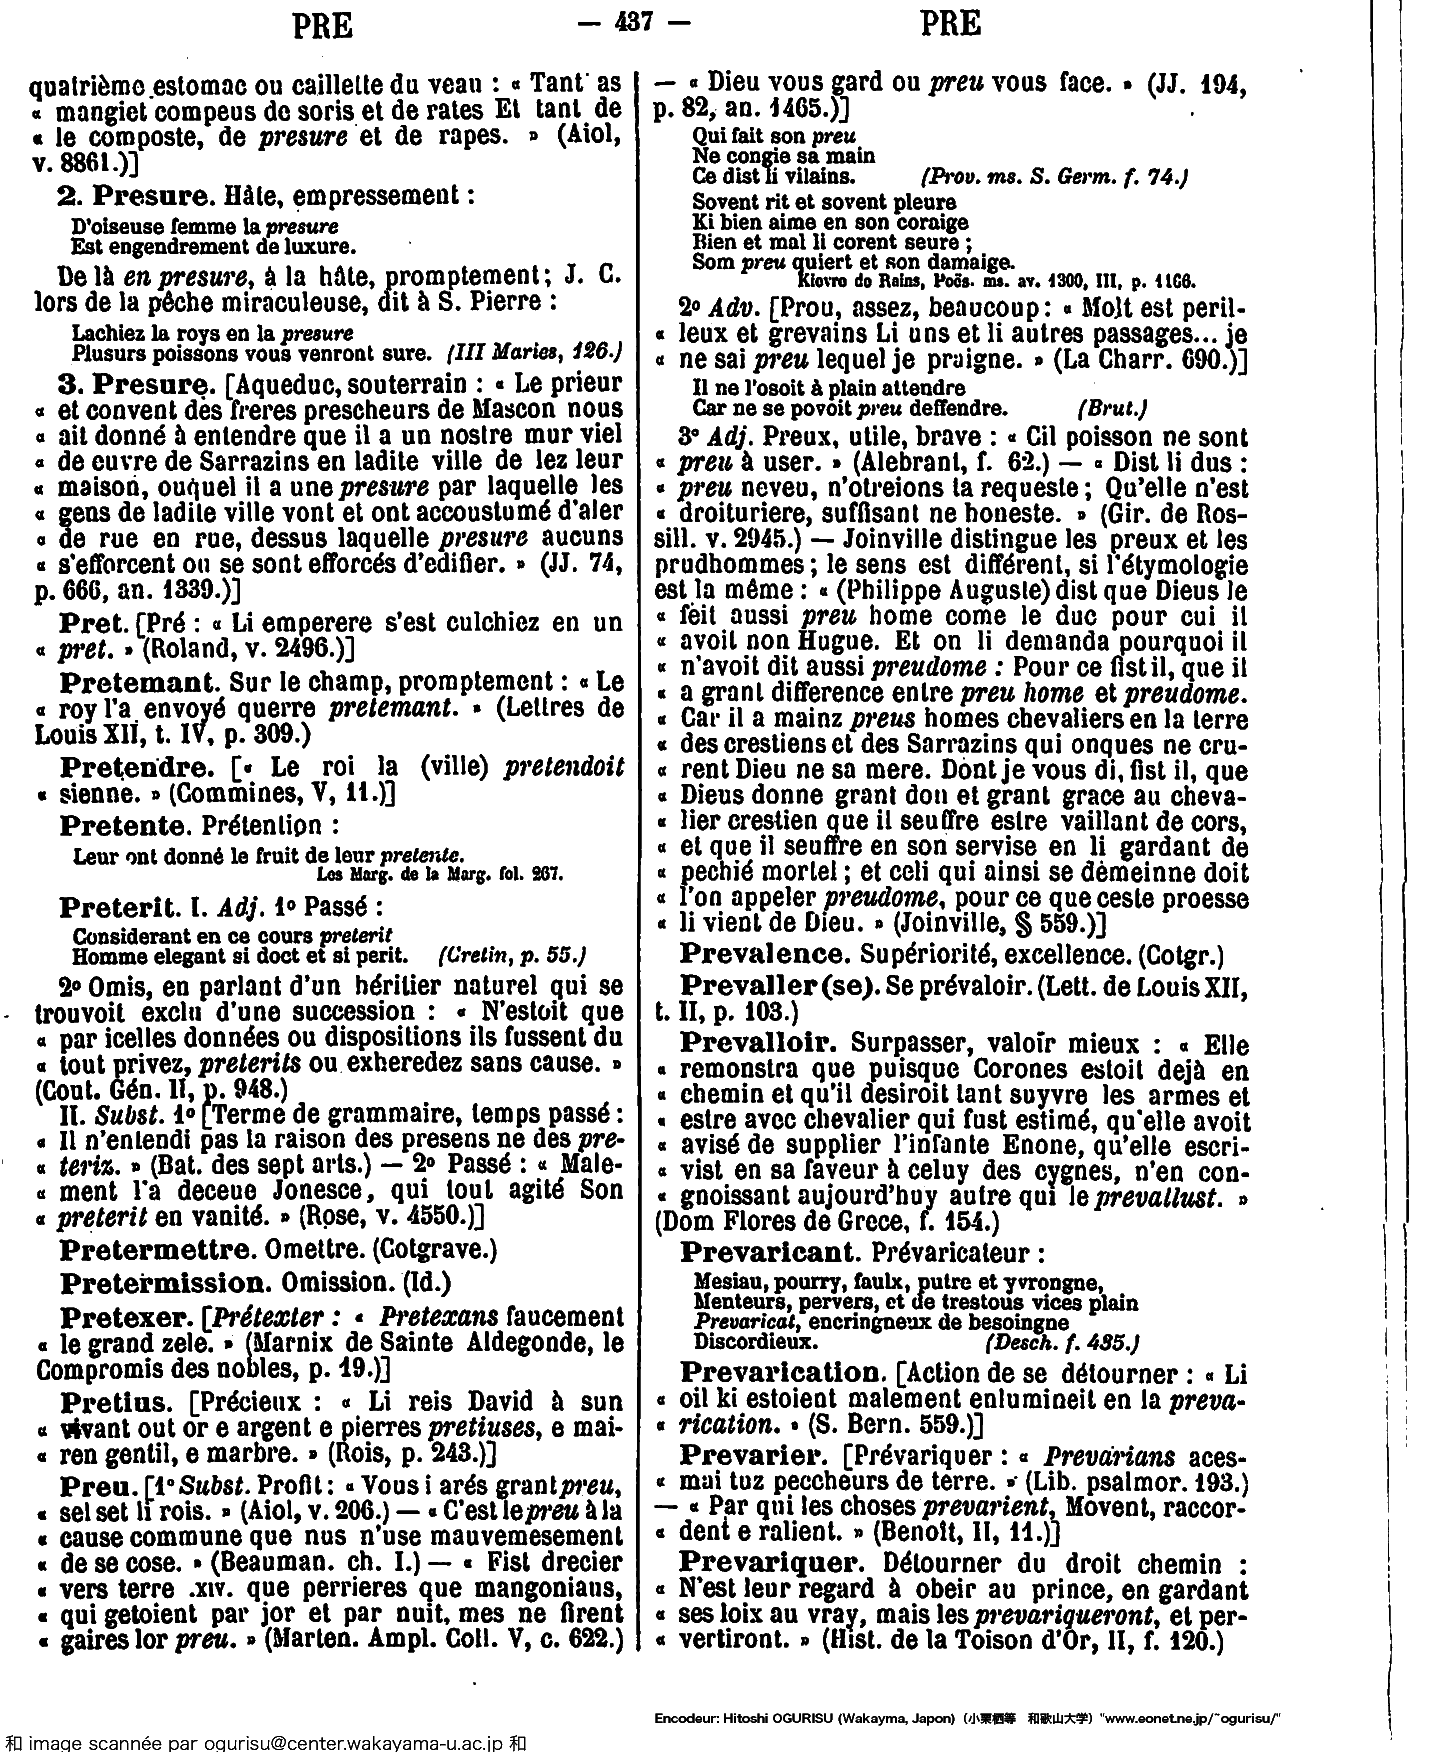 PRE — 437 — PRE
quatrième estomac ou caillette du veau : « Tant as
« mangiet compeus de soris et de rates Et tant de
« le composte, de presure et de rapes. » (Aiol,
v. 8861.)]
2. Presure. Hâte, empressement :
D'oiseuse femme la presure
Est engendrement de luxure.
De là en presure, à la hâte, promptement; J. C.
lors de la pêche miraculeuse, dit à S. Pierre :
Lachiez la roys en la presure
Plusurs poissons vous venront sure. (III Maries, 126.)
3. Presure. [Aqueduc, souterrain : « Le prieur
« et convent des freres prescheurs de Mascon nous
« ait donné à entendre que il a un nostre mur viel
« de euvre de Sarrazins en ladite ville de lez leur
« maison, ouquel il a une presure par laquelle les
« gens de ladite ville vont et ont accoustumé d'aler
« de rue en rue, dessus laquelle presure aucuns
« s'efforcent ou se sont efforcés d'edifier. » (JJ. 74,
p. 666, an. 1339.)]
Pret. [Pré : « Li emperere s'est culchiez en un
« pret. » (Roland, v. 2496.)]
Pretemant. Sur le champ, promptement : « Le
« roy l'a envoyé querre pretemant. » (Lettres de
Louis XII, t. IV, p. 309.)
Pretendre. [« Le roi la (ville) pretendoit
« sienne. » (Commines, V, 11.)]
Pretente. Prétention :
Leur ont donné le fruit de leur pretente.
Les Marg. de la Marg. fol. 267.
Preterit. I. Adj. 1º Passé :
Considerant en ce cours preterit
Homme elegant si doct et si perit. (Cretin, p. 55.)
2º Omis, en parlant d'un héritier naturel qui se
trouvoit exclu d'une succession : « N'estoit que
« par icelles données ou dispositions ils fussent du
« tout privez, preterits ou exheredez sans cause. »
(Cout. Gén. II, p. 948.)
II. Subst. 1º [Terme de grammaire, temps passé :
« Il n'entendi pas la raison des presens ne des pre-
« teriz. » (Bat. des sept arts.) — 2º Passé : « Male-
« ment l'a deceue Jonesce, qui tout agité Son
« preterit en vanité. » (Rose, v. 4550.)]
Pretermettre. Omettre. (Cotgrave.)
Pretermission. Omission. (Id.)
Pretexer. [Prétexter : « Pretexans faucement
« le grand zele. » (Marnix de Sainte Aldegonde, le
Compromis des nobles, p. 19.)]
Pretius. [Précieux : « Li reis David à sun
« vivant out or e argent e pierres pretiuses, e mai-
« ren gentil, e marbre. » (Rois, p. 243.)]
Preu. [1º Subst. Profit : « Vous i arés grant preu,
« sel set li rois. » (Aiol, v. 206.) — « C'est le preu à la
« cause commune que nus n'use mauvemesement
« de se cose. » (Beauman. ch. I.) — « Fist drecier
« vers terre .xiv. que perrieres que mangoniaus,
« qui getoient par jor et par nuit, mes ne firent
« gaires lor preu. » (Marten. Ampl. Coll. V, c. 622.)
— « Dieu vous gard ou preu vous face. » (JJ. 194,
p. 82, an. 1465.)]
Qui fait son preu
Ne congie sa main
Ce dist li vilains. (Prov. ms. S. Germ. f. 74.)
Sovent rit et sovent pleure
Ki bien aime en son coraige
Bien et mal li corent seure ;
Som preu quiert et son damaige.
Kievre de Rains, Poës. ms. av. 1300, III, p. 1166.
2º Adv. [Prou, assez, beaucoup : « Molt est peril-
« leux et grevains Li uns et li autres passages... je
« ne sai preu lequel je praigne. » (La Charr. 690.)]
Il ne l'osoit à plain attendre
Car ne se povoit preu deffendre. (Brut.)
3º Adj. Preux, utile, brave : « Cil poisson ne sont
« preu à user. » (Alebrant, f. 62.) — « Dist li dus :
« preu neveu, n'otreions ta requeste ; Qu'elle n'est
« droituriere, suffisant ne honeste. » (Gir. de Ros-
sill. v. 2945.) — Joinville distingue les preux et les
prudhommes ; le sens est différent, si l'étymologie
est la même : « (Philippe Auguste) dist que Dieus le
« feit aussi preu home come le duc pour cui il
« avoit non Hugue. Et on li demanda pourquoi il
« n'avoit dit aussi preudome : Pour ce fist il, que il
« a grant difference entre preu home et preudome.
« Car il a mainz preus homes chevaliers en la terre
« des crestiens et des Sarrazins qui onques ne cru-
« rent Dieu ne sa mere. Dont je vous di, fist il, que
« Dieus donne grant don et grant grace au cheva-
« lier crestien que il seuffre estre vaillant de cors,
« et que il seuffre en son servise en li gardant de
« pechié mortel ; et celi qui ainsi se demeinne doit
« l'on appeler preudome, pour ce que ceste proesse
« li vient de Dieu. » (Joinville, § 559.)]
Prevalence. Supériorité, excellence. (Cotgr.)
Prevaller (se). Se prévaloir. (Lett. de Louis XII,
t. II, p. 103.)
Prevalloir. Surpasser, valoir mieux : « Elle
« remonstra que puisque Corones estoit dejà en
« chemin et qu'il desiroit tant suyvre les armes et
« estre avec chevalier qui fust estimé, qu'elle avoit
« avisé de supplier l'infante Enone, qu'elle escri-
« vist en sa faveur à celuy des cygnes, n'en con-
« gnoissant aujourd'huy autre qui le prevallust. »
(Dom Flores de Grece, f. 154.)
Prevaricant. Prévaricateur :
Mesiau, pourry, faulx, putre et yvrongne,
Menteurs, pervers, et de trestous vices plain
Prevaricat, encringneux de besoingne
Discordieux. (Desch. f. 435.)
Prevarication. [Action de se détourner : « Li
« oil ki estoient malement enlumineit en la preva-
« rication. » (S. Bern. 559.)]
Prevarier. [Prévariquer : « Prevarians aces-
« mai tuz peccheurs de terre. » (Lib. psalmor. 193.)
— « Par qui les choses prevarient, Movent, raccor-
« dent e ralient. » (Benoît, II, 11.)]
Prevariquer. Détourner du droit chemin :
« N'est leur regard à obeir au prince, en gardant
« ses loix au vray, mais les prevariqueront, et per-
« vertiront. » (Hist. de la Toison d'Or, II, f. 120.)
Encodeur: Hitoshi OGURISU (Wakayma, Japon) (小栗栖等 和歌山大学) "www.eonet.ne.jp/~ogurisu/"
和 image scannée par ogurisu@center.wakayama-u.ac.jp 和